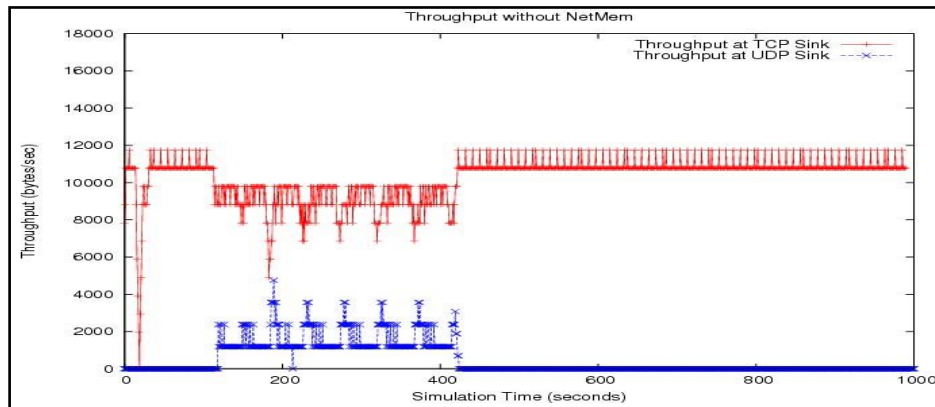 Throughput without NetMem
Throughput at TCP Sink
Throughput at UDP Sink
Throughput (bytes/sec)
18000
16000
14000
12000
10000
8000
6000
4000
2000
0
0 200 400 600 800 1000
Simulation Time (seconds)